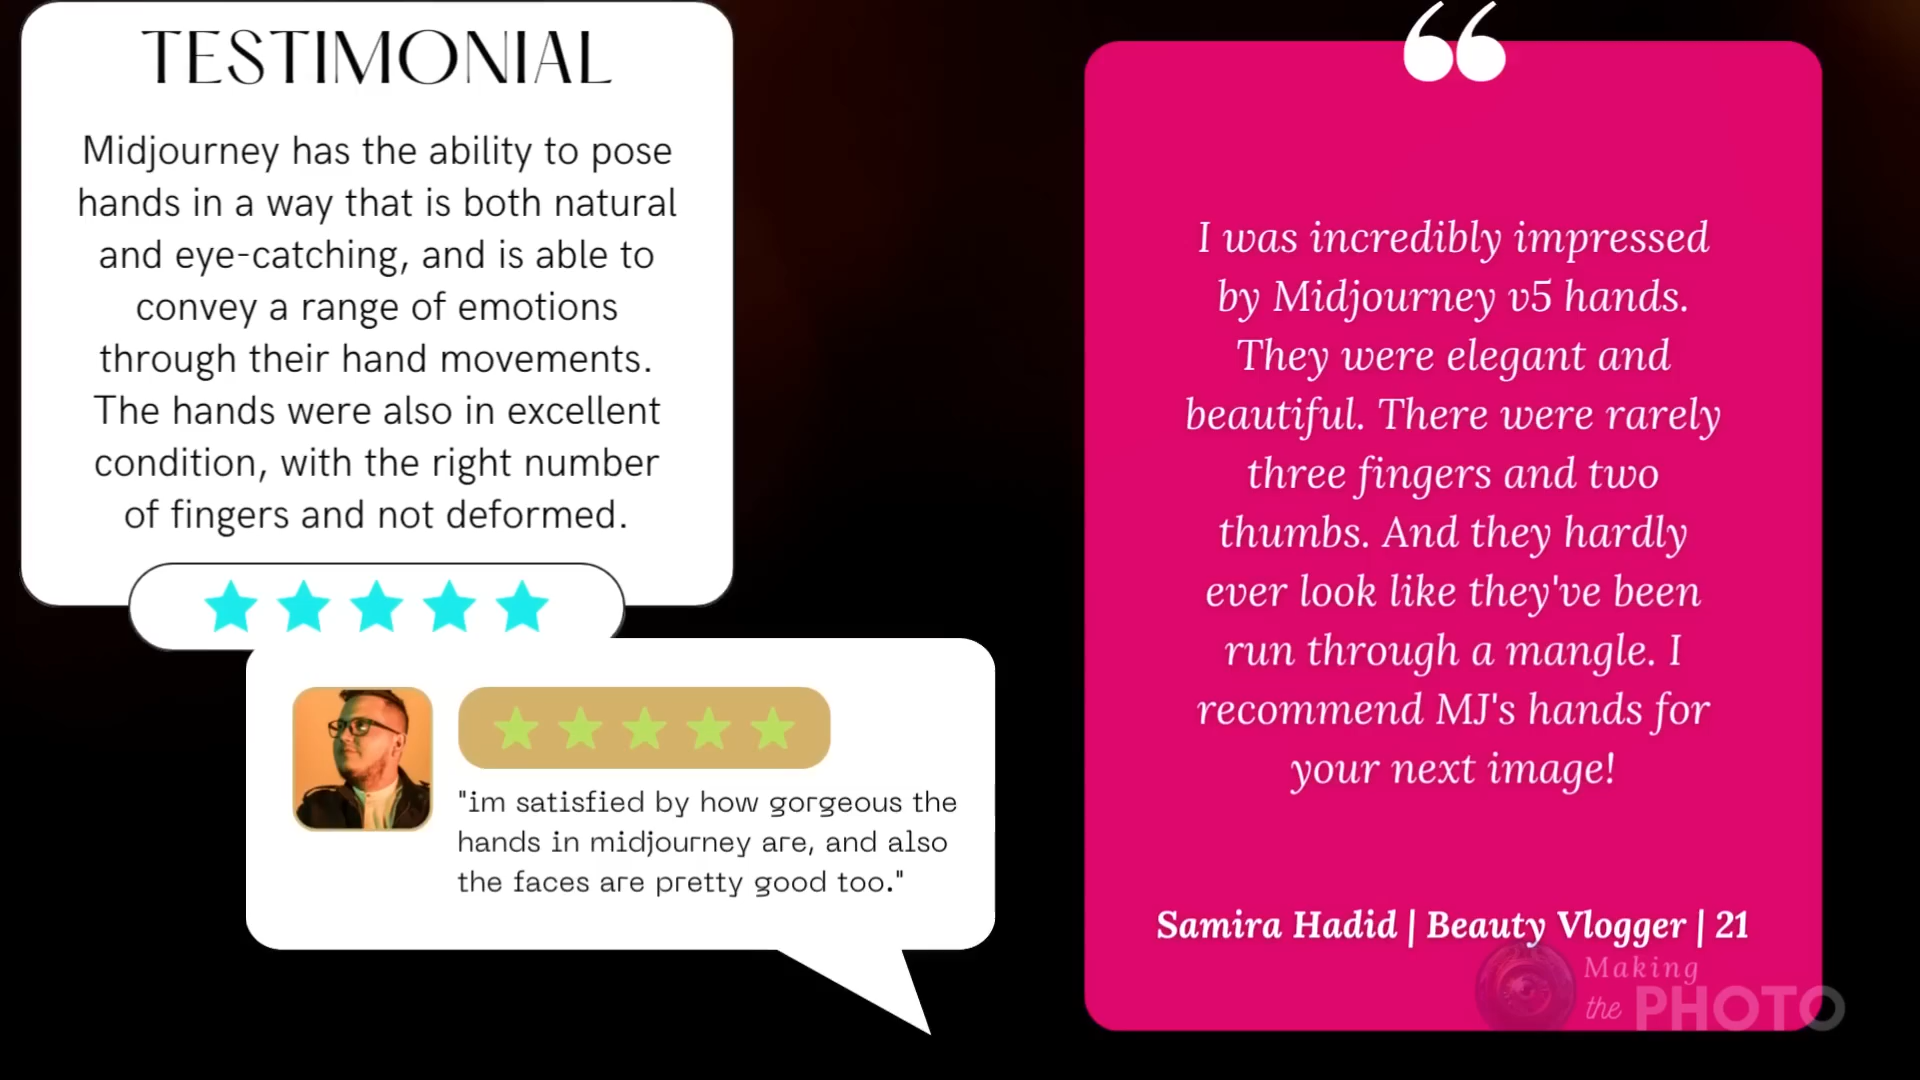 TESTIMONIAL
Midjourney has the ability to pose
hands in a way that is both natural
and eye-catching, and is able to
convey a range of emotions
through their hand movements.
The hands were also in excellent
condition, with the right number
of fingers and not deformed.
"im satisfied by how gorgeous the
hands in midjourney are, and also
the faces are pretty good too."
“
I was incredibly impressed
by Midjourney v5 hands.
They were elegant and
beautiful. There were rarely
three fingers and two
thumbs. And they hardly
ever look like they've been
run through a mangle. I
recommend MJ's hands for
your next image!
Samira Hadid | Beauty Vlogger | 21
Making
the PHOTO